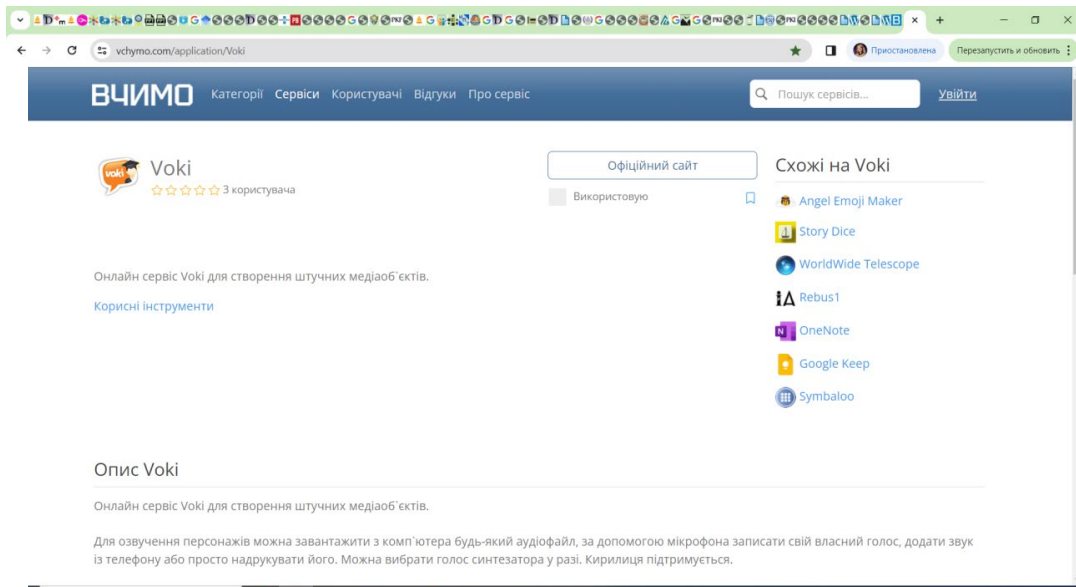 vchymo.com/application/Voki
Приостановлена
Перезапустить и обновить
ВЧИМО
Категорії Сервіси Користувачі Відгуки Про сервіс
Пошук сервісів...
Увійти
voki
Voki
3 користувача
Офіційний сайт
Використовую
Онлайн сервіс Voki для створення штучних медіаоб`єктів.
Корисні інструменти
Схожі на Voki
Angel Emoji Maker
Story Dice
WorldWide Telescope
Rebus1
OneNote
Google Keep
Symbaloo
Опис Voki
Онлайн сервіс Voki для створення штучних медіаоб`єктів.
Для озвучення персонажів можна завантажити з комп`ютера будь-який аудіофайл, за допомогою мікрофона записати свій власний голос, додати звук
із телефону або просто надрукувати його. Можна вибрати голос синтезатора у разі. Кирилиця підтримується.